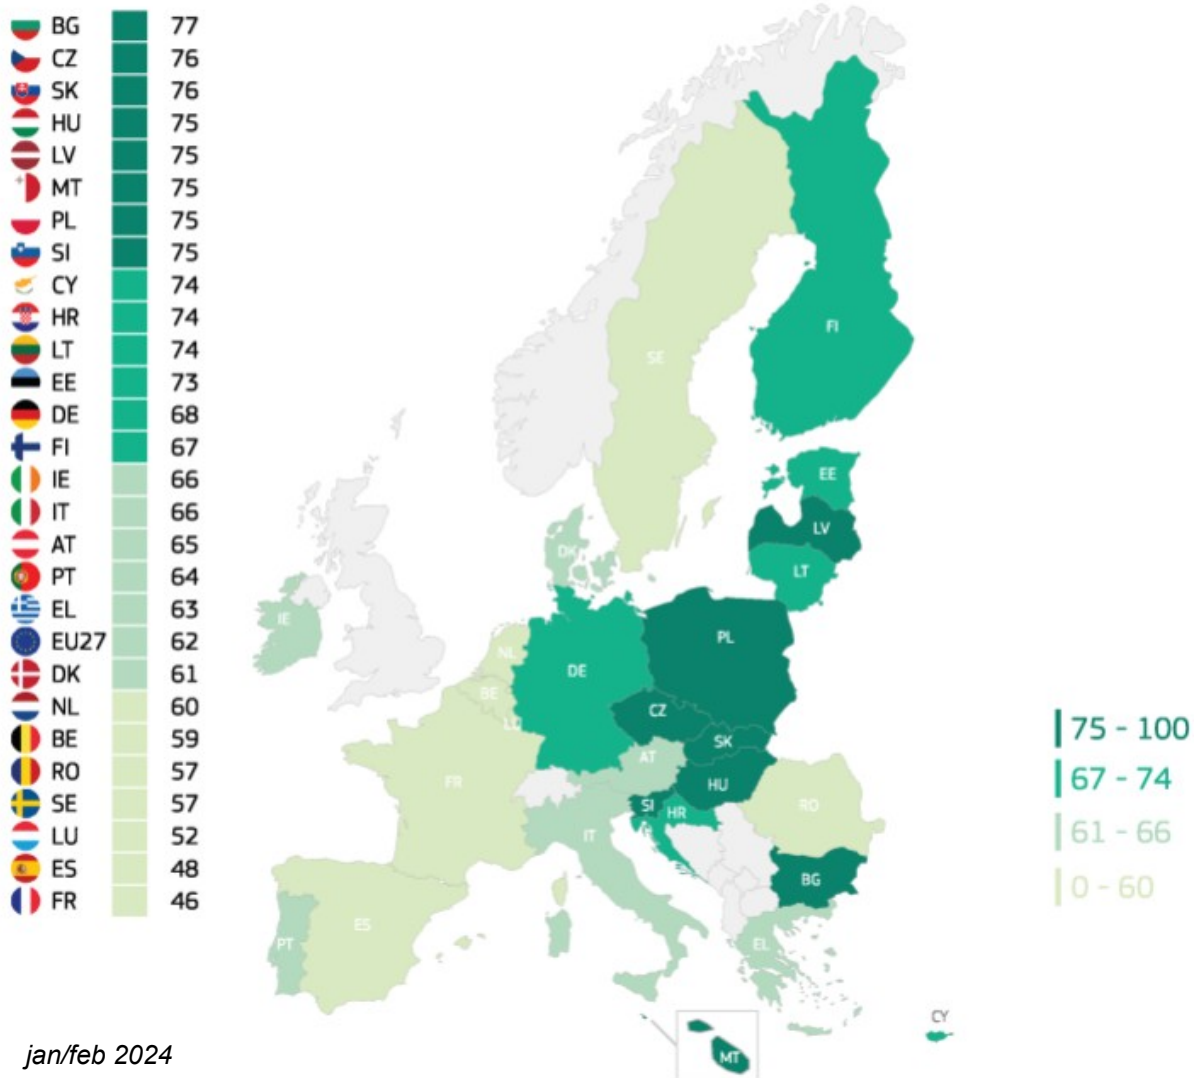 BG 77
CZ 76
SK 76
HU 75
LV 75
MT 75
PL 75
SI 75
CY 74
HR 74
LT 74
EE 73
DE 68
FI 67
IE 66
IT 66
AT 65
PT 64
EL 63
EU27 62
DK 61
NL 60
BE 59
RO 57
SE 57
LU 52
ES 48
FR 46
FI
SE
EE
LV
LT
DK
IE
NL
PL
DE
BE
CZ
LU
SK
AT
FR
HU
SI
HR
RO
IT
BG
ES
PT
EL
CY
MT
75 - 100
67 - 74
61 - 66
0 - 60
jan/feb 2024